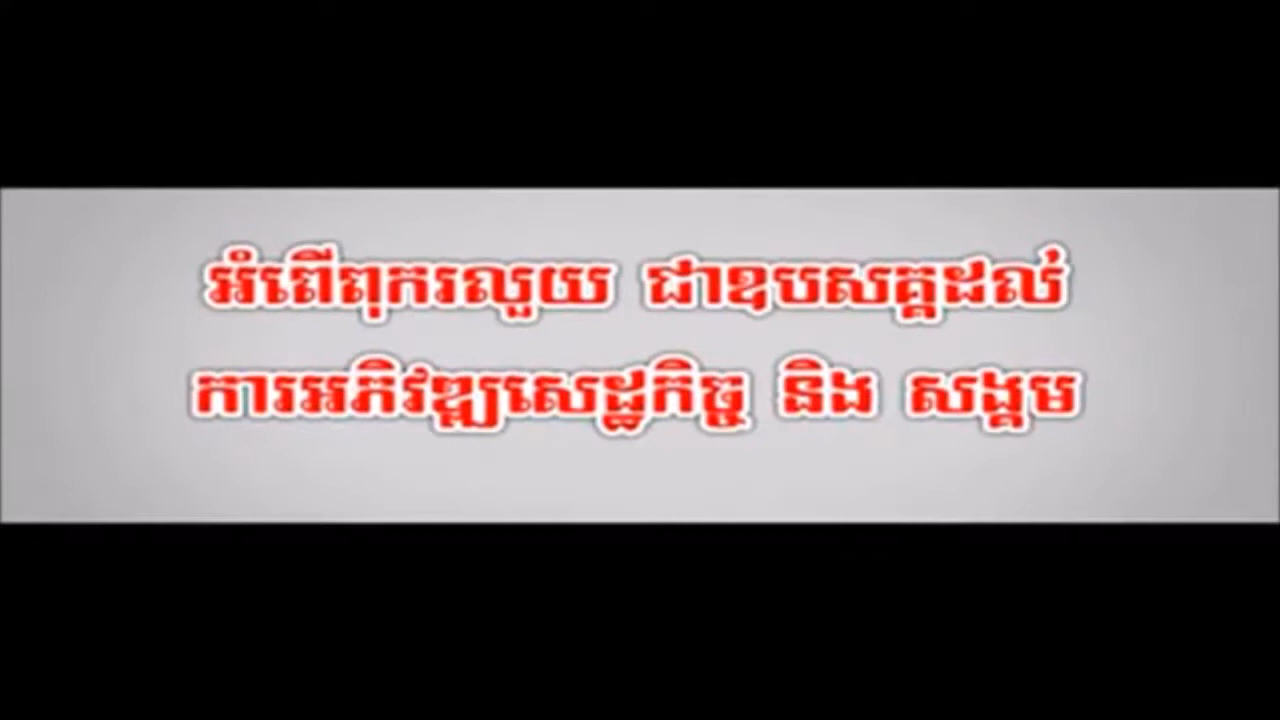 អំពើពុករលួយ ជាឧបសគ្គដល់
ការអភិវឌ្ឍសេដ្ឋកិច្ច និង សង្គម